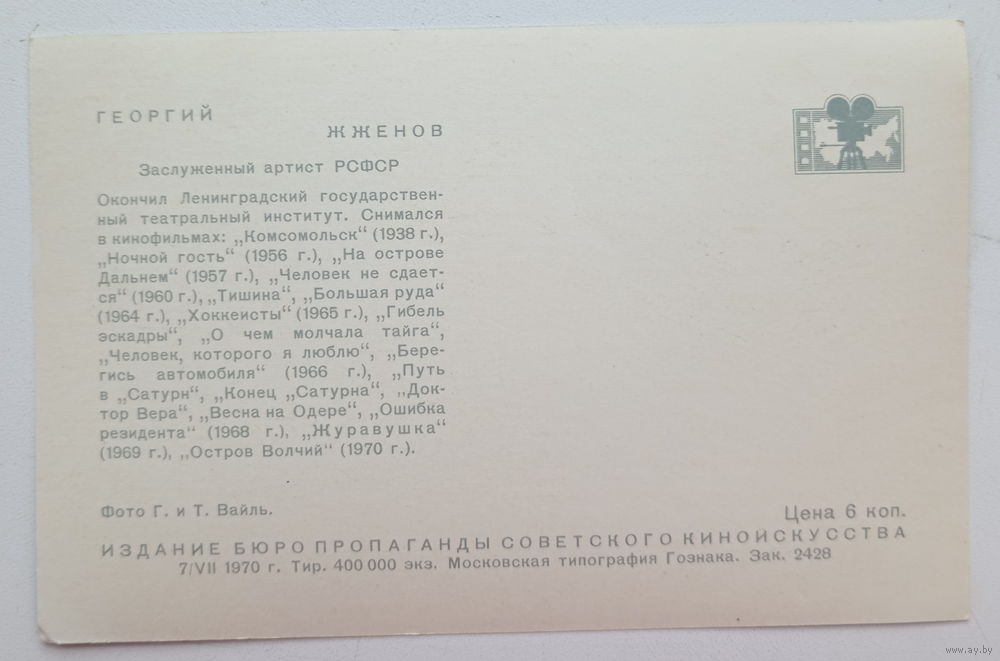 ГЕОРГИЙ
ЖЖЕНОВ
Заслуженный артист РСФСР
Окончил Ленинградский государствен-
ный театральный институт. Снимался
в кинофильмах: „Комсомольск“ (1938 г.),
„Ночной гость“ (1956 г.), „На острове
Дальнем“ (1957 г.), „Человек не сдает-
ся“ (1960 г.), „Тишина“, „Большая руда“
(1964 г.), „Хоккеисты“ (1965 г.), „Гибель
эскадры“, „О чем молчала тайга“,
„Человек, которого я люблю“, „Бере-
гись автомобиля“ (1966 г.), „Путь
в „Сатурн“, „Конец „Сатурна“, „Док-
тор Вера“, „Весна на Одере“, „Ошибка
резидента“ (1968 г.), „Журавушка“
(1969 г.), „Остров Волчий“ (1970 г.).
Фото Г. и Т. Вайль.
Цена 6 коп.
ИЗДАНИЕ БЮРО ПРОПАГАНДЫ СОВЕТСКОГО КИНОИСКУССТВА
7/VII 1970 г. Тир. 400 000 экз. Московская типография Гознака. Зак. 2428
www.ay.by